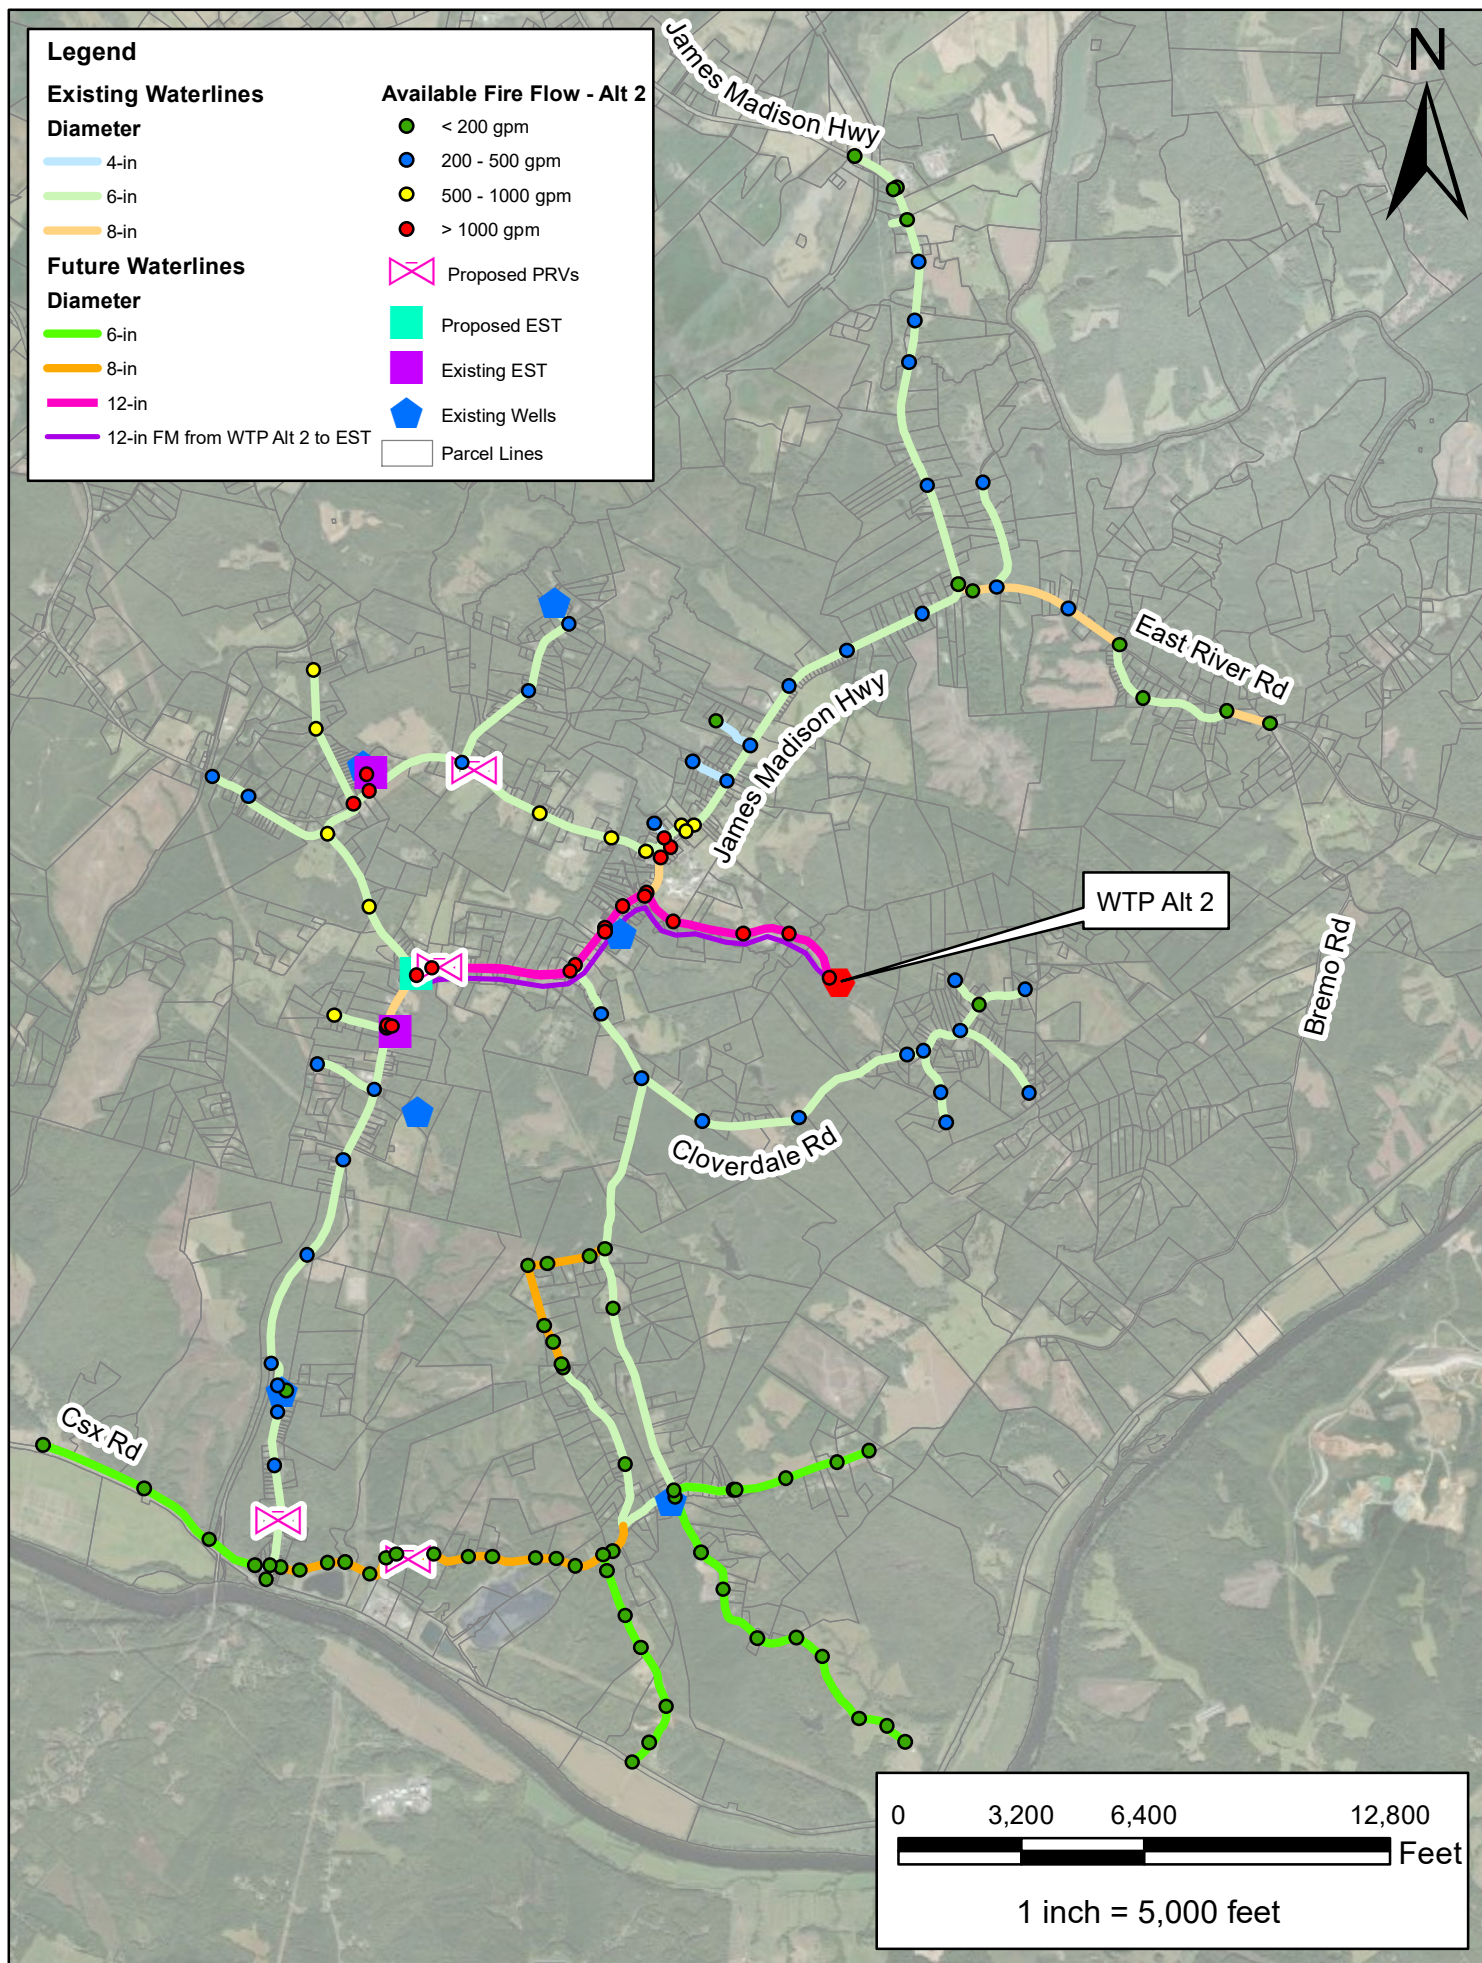 Legend
Existing Waterlines
Diameter
4-in
6-in
8-in
Future Waterlines
Diameter
6-in
8-in
12-in
12-in FM from WTP Alt 2 to EST
Available Fire Flow - Alt 2
< 200 gpm
200 - 500 gpm
500 - 1000 gpm
> 1000 gpm
Proposed PRVs
Proposed EST
Existing EST
Existing Wells
Parcel Lines
James Madison Hwy
N
East River Rd
James Madison Hwy
WTP Alt 2
Bremo Rd
Cloverdale Rd
Csx Rd
0 3,200 6,400 12,800
Feet
1 inch = 5,000 feet